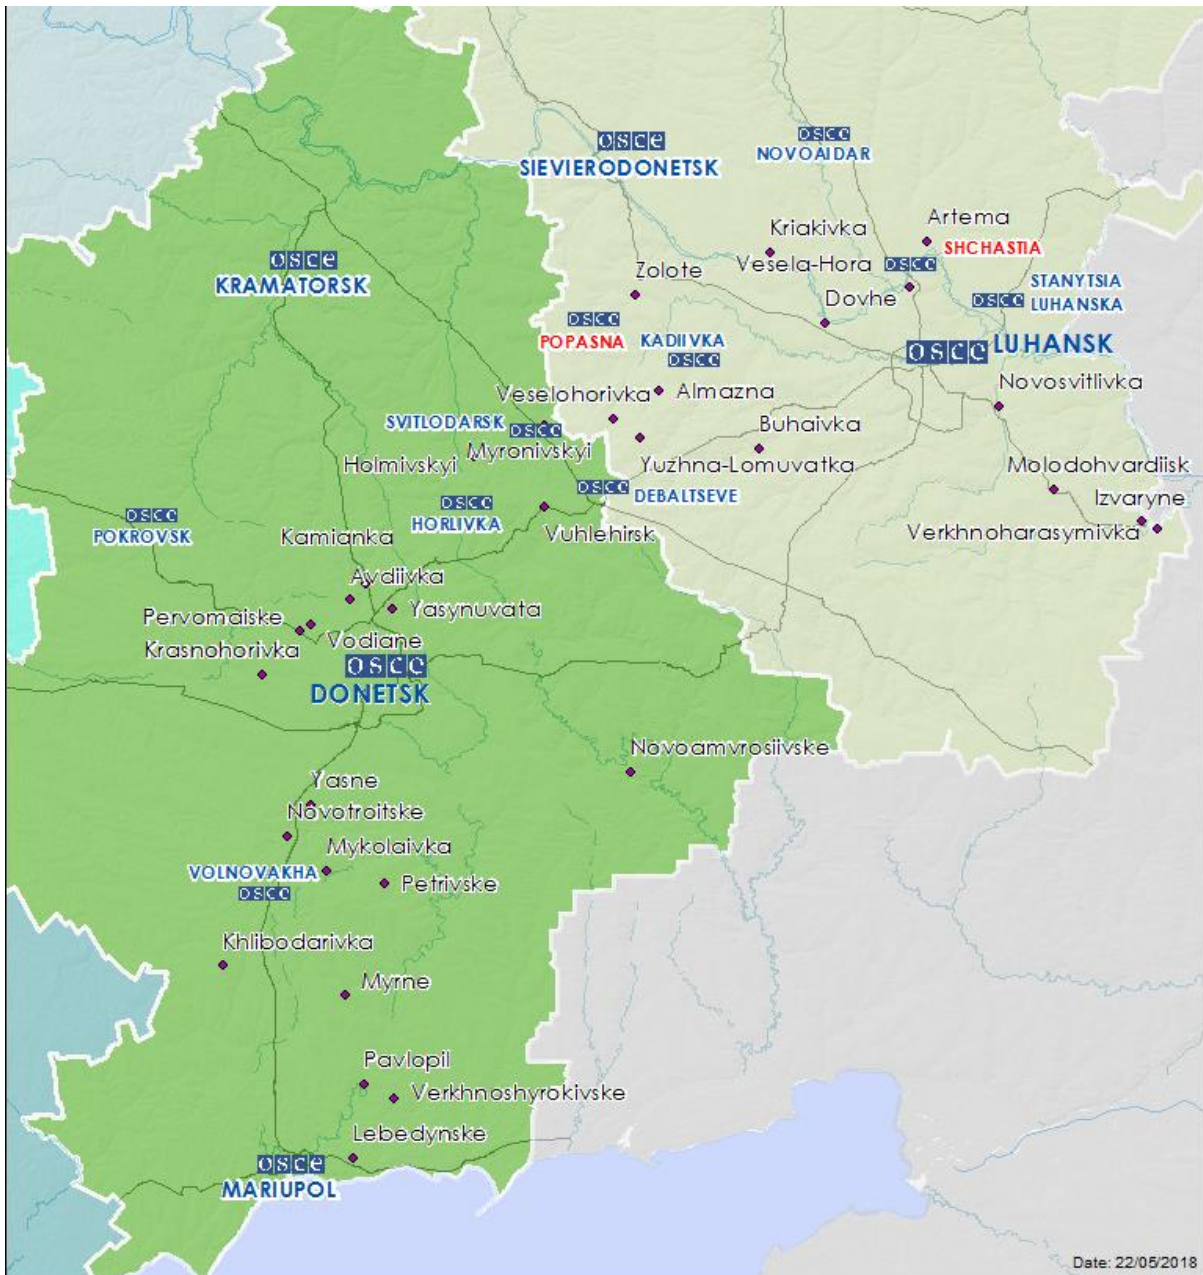 osce
SIEVIERODONETSK
osce
NOVOAIDAR
Artema
SHCHASTIA
Kriakivka
osce
KRAMATORSK
Zolote
Vesela-Hora
osce
STANYTSIA
LUHANSKA
osce
Dovhe
osce
POPASNA
KADIIVKA
osce
osce
LUHANSK
Novosvitlivka
Veselohorivka
Almazna
SVITLODARSK
osce
Buhaivka
Holmivskyi
Myronivskyi
Yuzhna-Lomuvatka
Molodohvardiisk
osce
DEBALTSEVE
Izvaryne
osce
HORLIVKA
osce
POKROVSK
Vuhlehirsk
Verkhnoharasymivka
Kamianka
Avdiivka
Yasynuvata
Pervomaiske
Vodiane
Krasnohorivka
osce
DONETSK
Novoamvrosiivske
Yasne
Novotroitske
Mykolaivka
VOLNOVAKHA
osce
Petrivske
Khlibodarivka
Myrne
Pavlopil
Verkhnoshyrokivske
Lebedynske
osce
MARIUPOL
Date: 22/05/2018